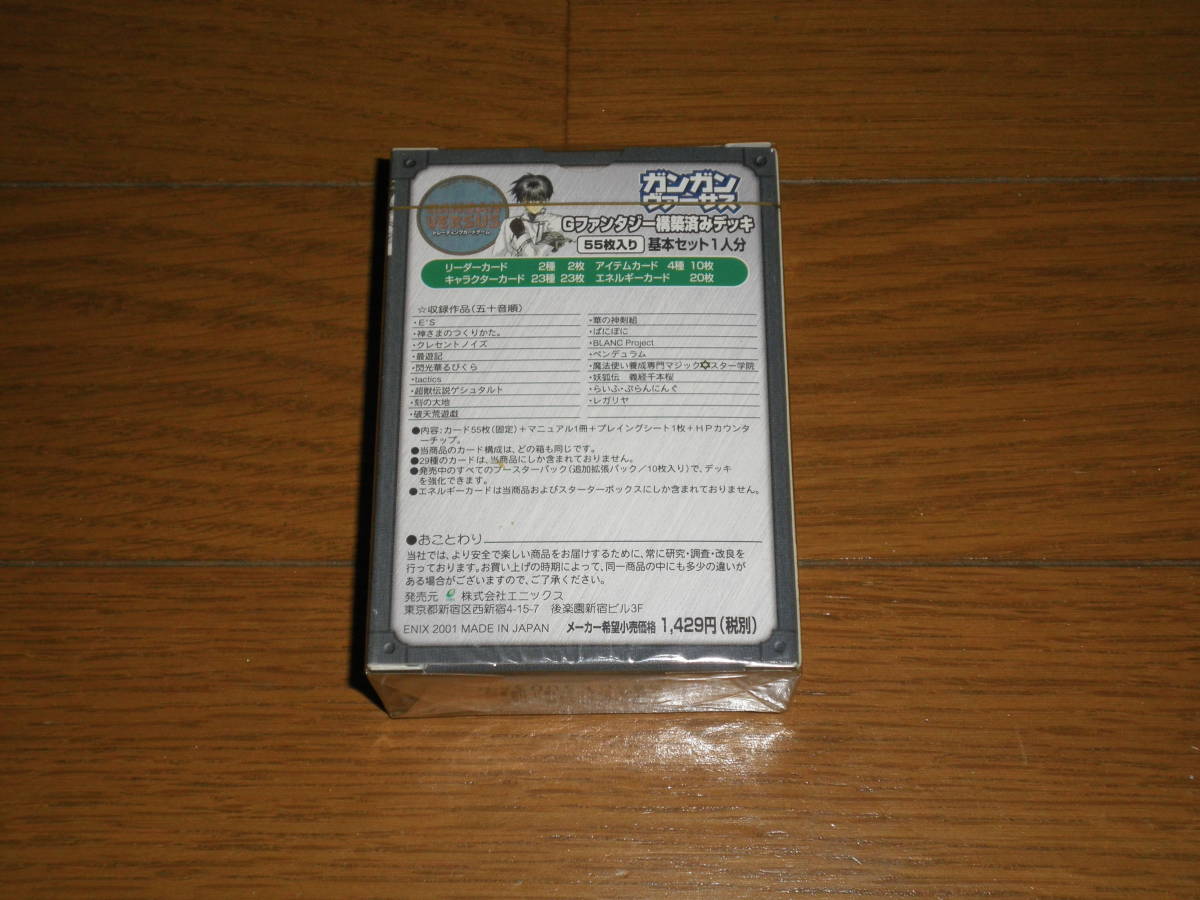 ガンガン
ヴァーサス
トレーディングカードゲーム
Gファンタジー構築済みデッキ
55枚入り 基本セット1人分
リーダーカード 2種 2枚 アイテムカード 4種 10枚
キャラクターカード 23種 23枚 エネルギーカード 20枚
☆収録作品(五十音順)
・E'S
・神さまのつくりかた。
・クレセントノイズ
・最遊記
・閃光華るびくら
・tactics
・超獣伝説ゲシュタルト
・刻の大地
・破天荒遊戯
・華の神剣組
・ぱにぽに
・BLANC Project
・ペンデュラム
・魔法使い養成専門マジック✡スター学院
・妖狐伝 義経千本桜
・らいふ・ぷらんにんぐ
・レガリヤ
●内容:カード55枚(固定)+マニュアル1冊+プレイングシート1枚+HPカウンタ
ーチップ。
●当商品のカード構成は、どの箱も同じです。
●29種のカードは、当商品にしか含まれておりません。
●発売中のすべてのブースターパック(追加拡張パック/10枚入り)で、デッキ
を強化できます。
●エネルギーカードは当商品およびスターターボックスにしか含まれておりません。
●おことわり
当社では、より安全で楽しい商品をお届けするために、常に研究・調査・改良を
行っております。お買い上げの時期によって、同一商品の中にも多少の違いが
ある場合がございますので、ご了承ください。
発売元 株式会社エニックス
東京都新宿区西新宿4-15-7 後楽園新宿ビル3F
ENIX 2001 MADE IN JAPAN メーカー希望小売価格 1,429円(税別)